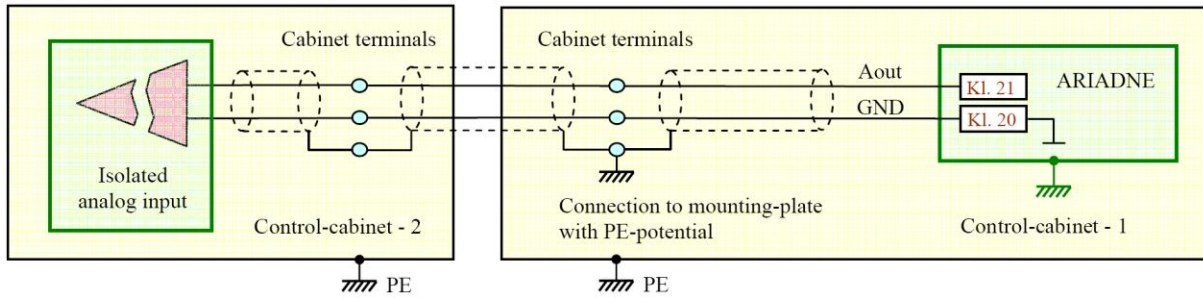 Cabinet terminals
Cabinet terminals
Aout
Kl. 21
ARIADNE
GND
Kl. 20
Isolated
analog input
Control-cabinet - 2
Connection to mounting-plate
with PE-potential
Control-cabinet - 1
PE
PE